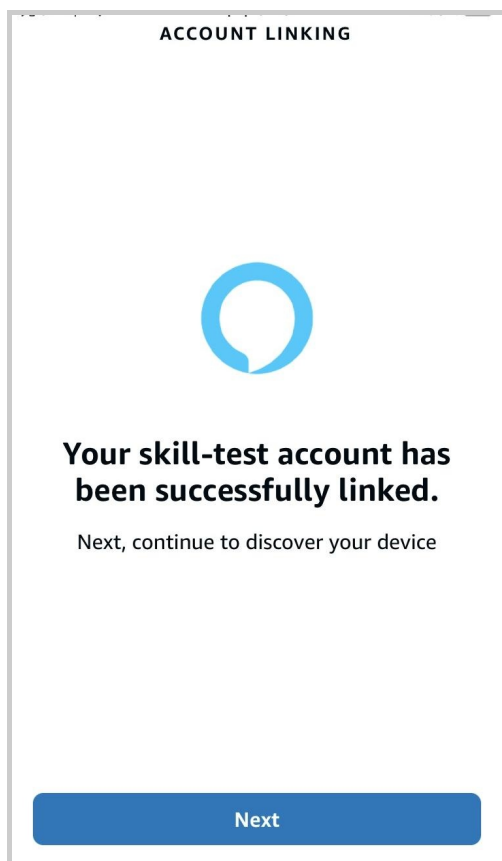 ACCOUNT LINKING
Your skill-test account has
been successfully linked.
Next, continue to discover your device
Next